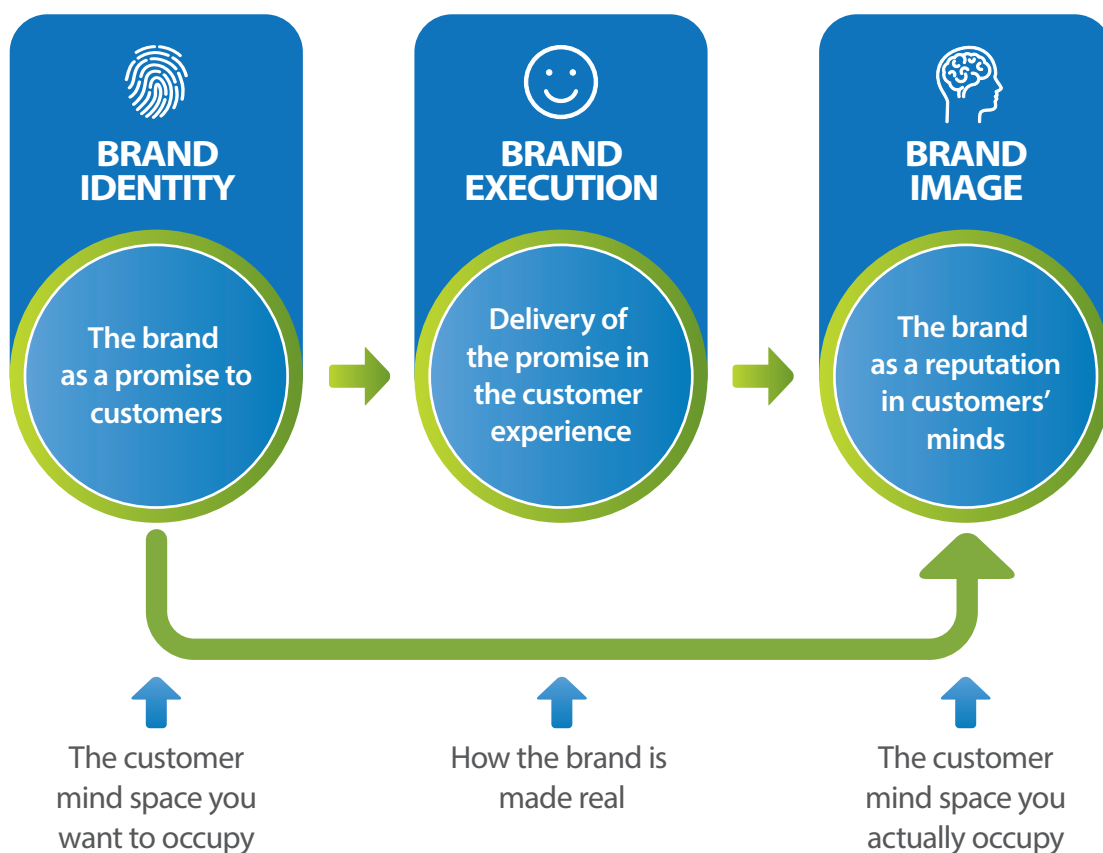 BRAND
IDENTITY
The brand
as a promise to
customers
BRAND
EXECUTION
Delivery of
the promise in
the customer
experience
BRAND
IMAGE
The brand
as a reputation
in customers’
minds
The customer
mind space you
want to occupy
How the brand is
made real
The customer
mind space you
actually occupy